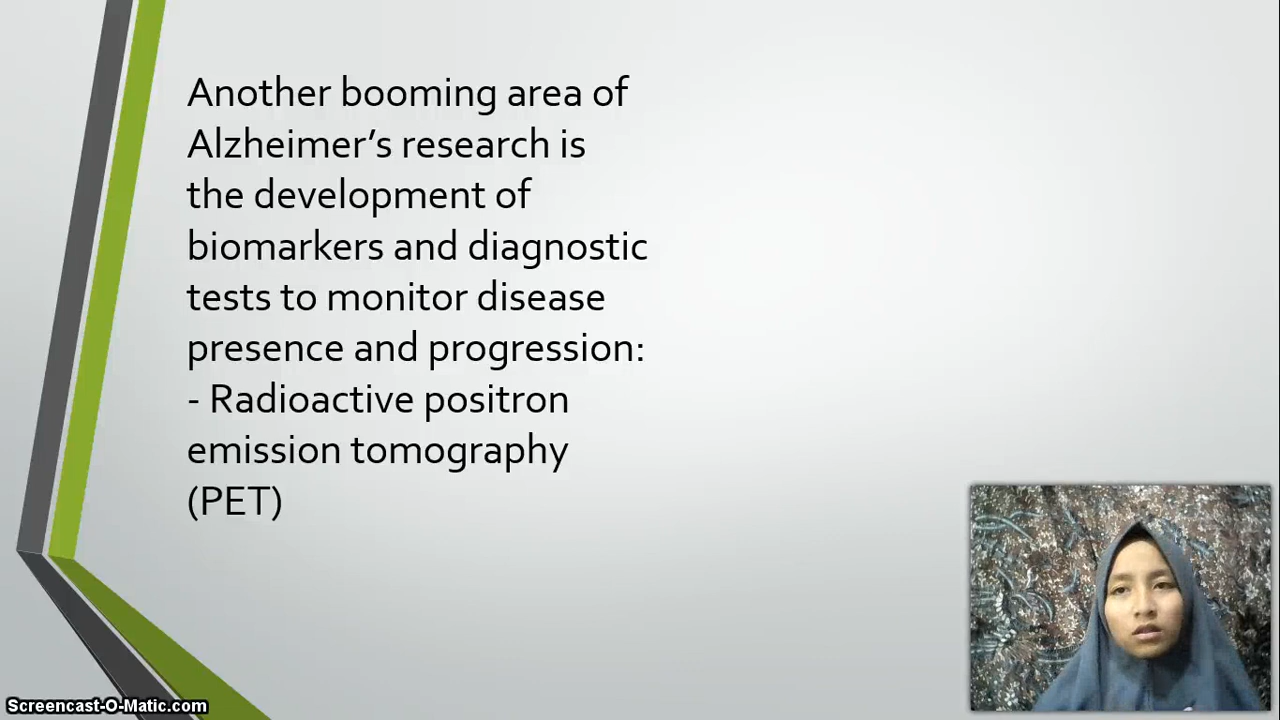 Another booming area of
Alzheimer’s research is
the development of
biomarkers and diagnostic
tests to monitor disease
presence and progression:
- Radioactive positron
emission tomography
(PET)
Screencast-O-Matic.com